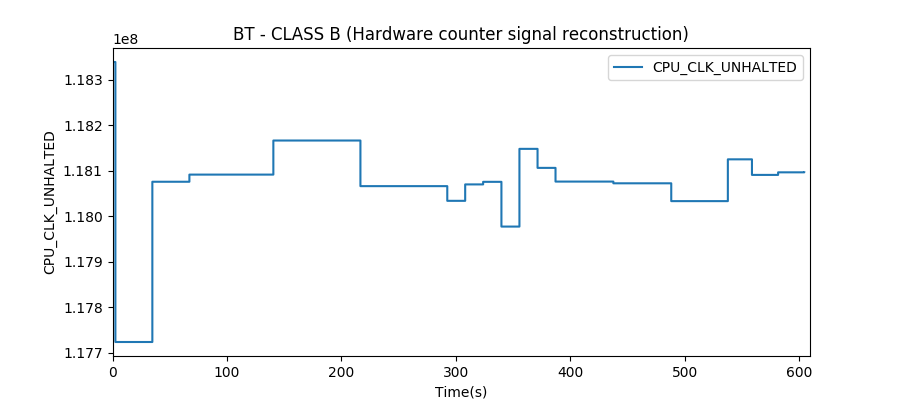 BT - CLASS B (Hardware counter signal reconstruction)
1e8
CPU_CLK_UNHALTED
1.183
1.182
1.181
1.180
1.179
1.178
1.177
CPU_CLK_UNHALTED
0 100 200 300 400 500 600
Time(s)